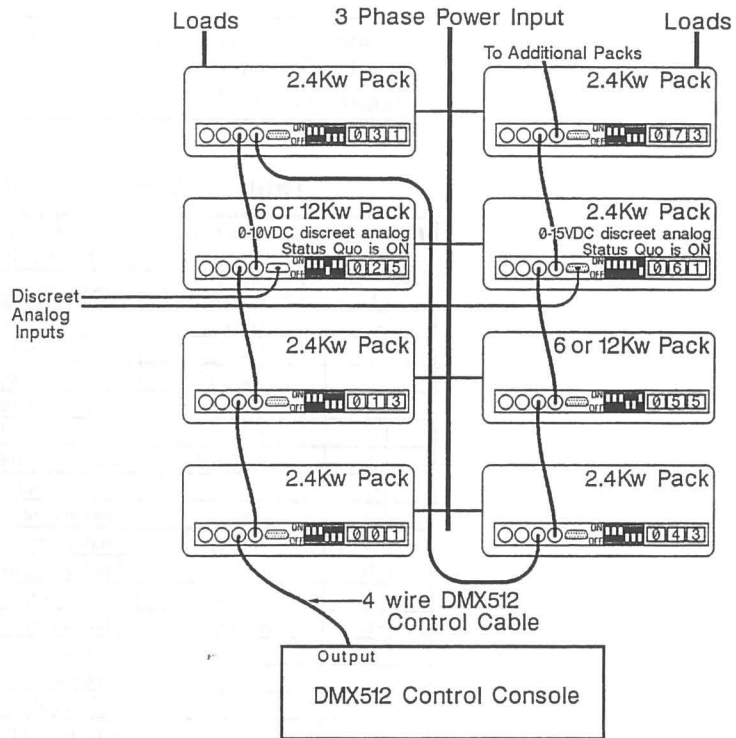 Loads
3 Phase Power Input
Loads
To Additional Packs
2.4Kw Pack
ON
OFF
0 3 1
2.4Kw Pack
ON
OFF
0 7 3
6 or 12Kw Pack
0-10VDC discreet analog
Status Quo is ON
ON
OFF
0 2 5
2.4Kw Pack
0-15VDC discreet analog
Status Quo is ON
ON
OFF
0 6 1
Discreet
Analog
Inputs
2.4Kw Pack
ON
OFF
0 1 3
6 or 12Kw Pack
ON
OFF
0 5 5
2.4Kw Pack
ON
OFF
0 0 1
2.4Kw Pack
ON
OFF
0 4 3
4 wire DMX512
Control Cable
Output
DMX512 Control Console